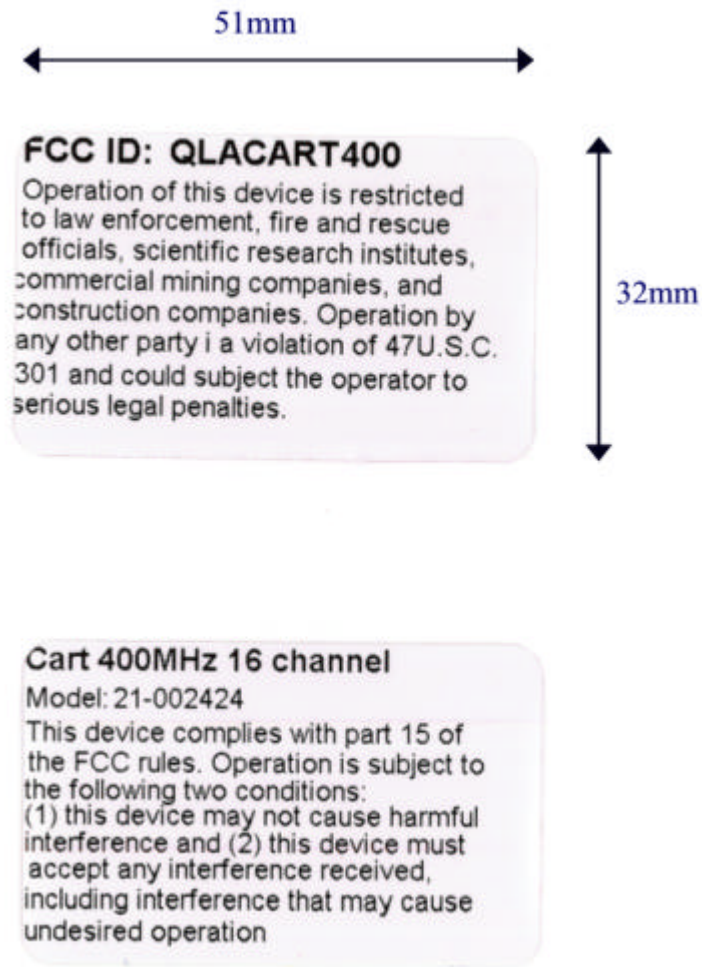 51mm
FCC ID: QLACART400
Operation of this device is restricted
to law enforcement, fire and rescue
officials, scientific research institutes,
commercial mining companies, and
construction companies. Operation by
any other party i a violation of 47U.S.C.
301 and could subject the operator to
serious legal penalties.
32mm
Cart 400MHz 16 channel
Model: 21-002424
This device complies with part 15 of
the FCC rules. Operation is subject to
the following two conditions:
(1) this device may not cause harmful
interference and (2) this device must
accept any interference received,
including interference that may cause
undesired operation